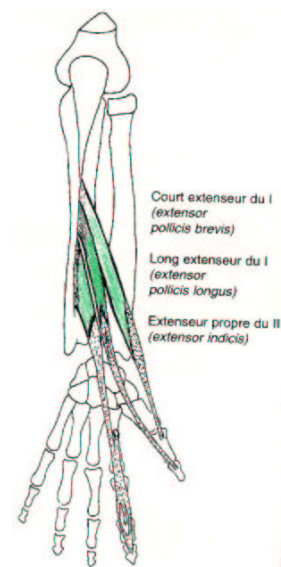 Court extenseur du I
(extensor
pollicis brevis)
Long extenseur du I
(extensor
pollicis longus)
Extenseur propre du II
(extensor indicis)